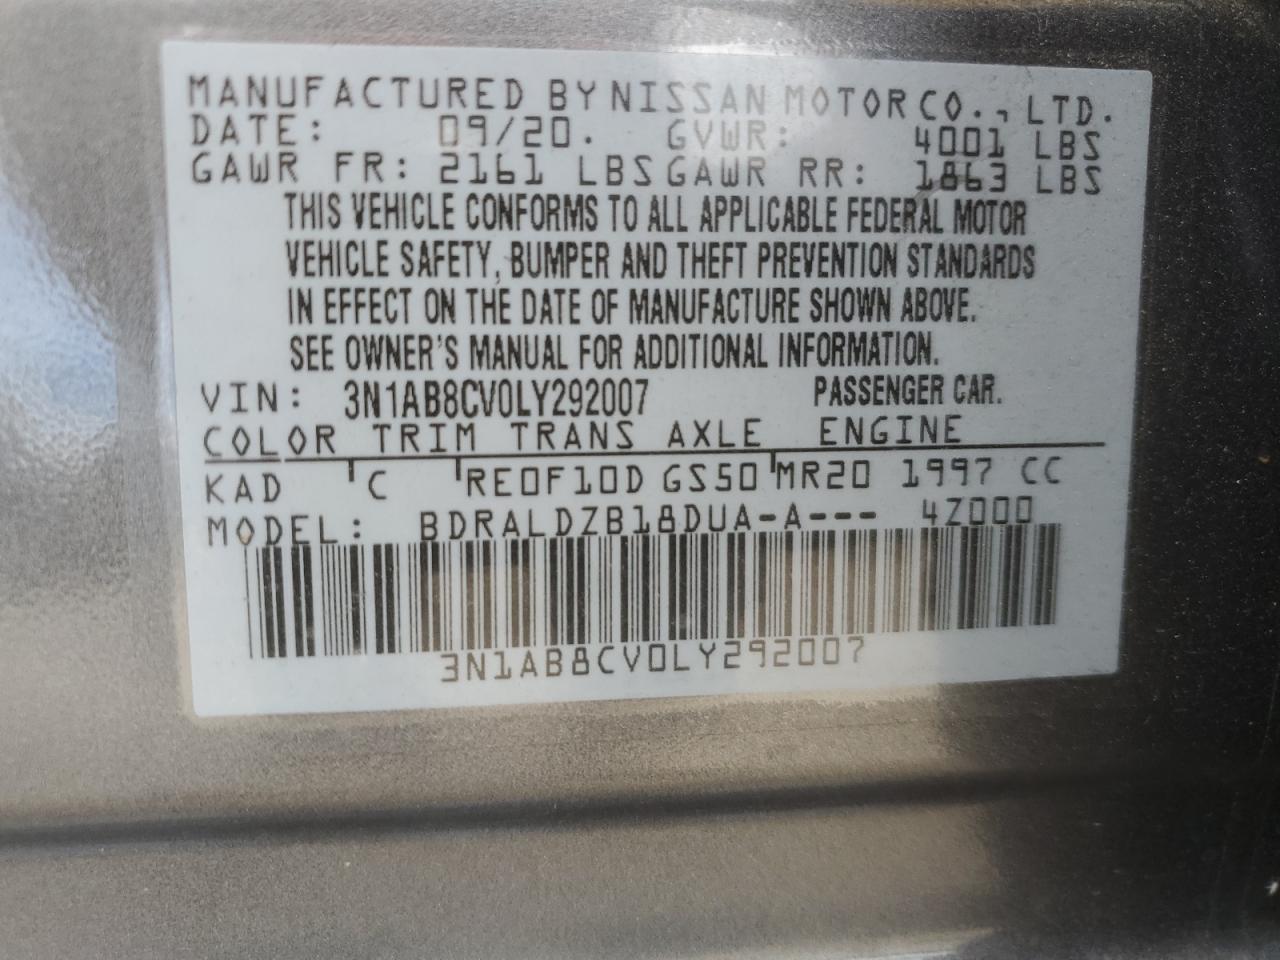 MANUFACTURED BY NISSAN MOTOR CO., LTD.
DATE: 09/20. GVWR: 4001 LBS
GAWR FR: 2161 LBS GAWR RR: 1863 LBS
THIS VEHICLE CONFORMS TO ALL APPLICABLE FEDERAL MOTOR
VEHICLE SAFETY, BUMPER AND THEFT PREVENTION STANDARDS
IN EFFECT ON THE DATE OF MANUFACTURE SHOWN ABOVE.
SEE OWNER'S MANUAL FOR ADDITIONAL INFORMATION.
VIN: 3N1AB8CV0LY292007 PASSENGER CAR.
COLOR TRIM TRANS AXLE ENGINE
KAD C RE0F10D GS50 MR20 1997 CC
MODEL: BDRALDZB18DUA-A--- 4Z000
3N1AB8CV0LY292007